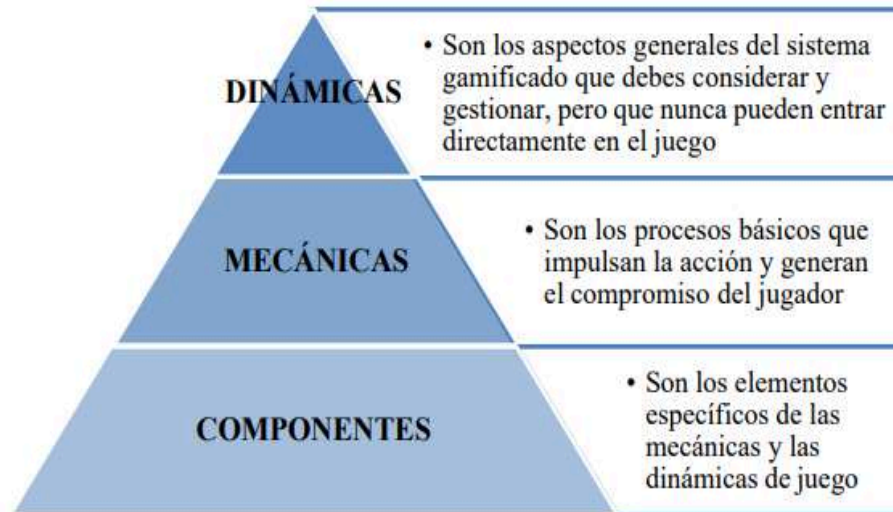 DINÁMICAS
• Son los aspectos generales del sistema
gamificado que debes considerar y
gestionar, pero que nunca pueden entrar
directamente en el juego
MECÁNICAS
• Son los procesos básicos que
impulsan la acción y generan
el compromiso del jugador
COMPONENTES
• Son los elementos
específicos de las
mecánicas y las
dinámicas de juego